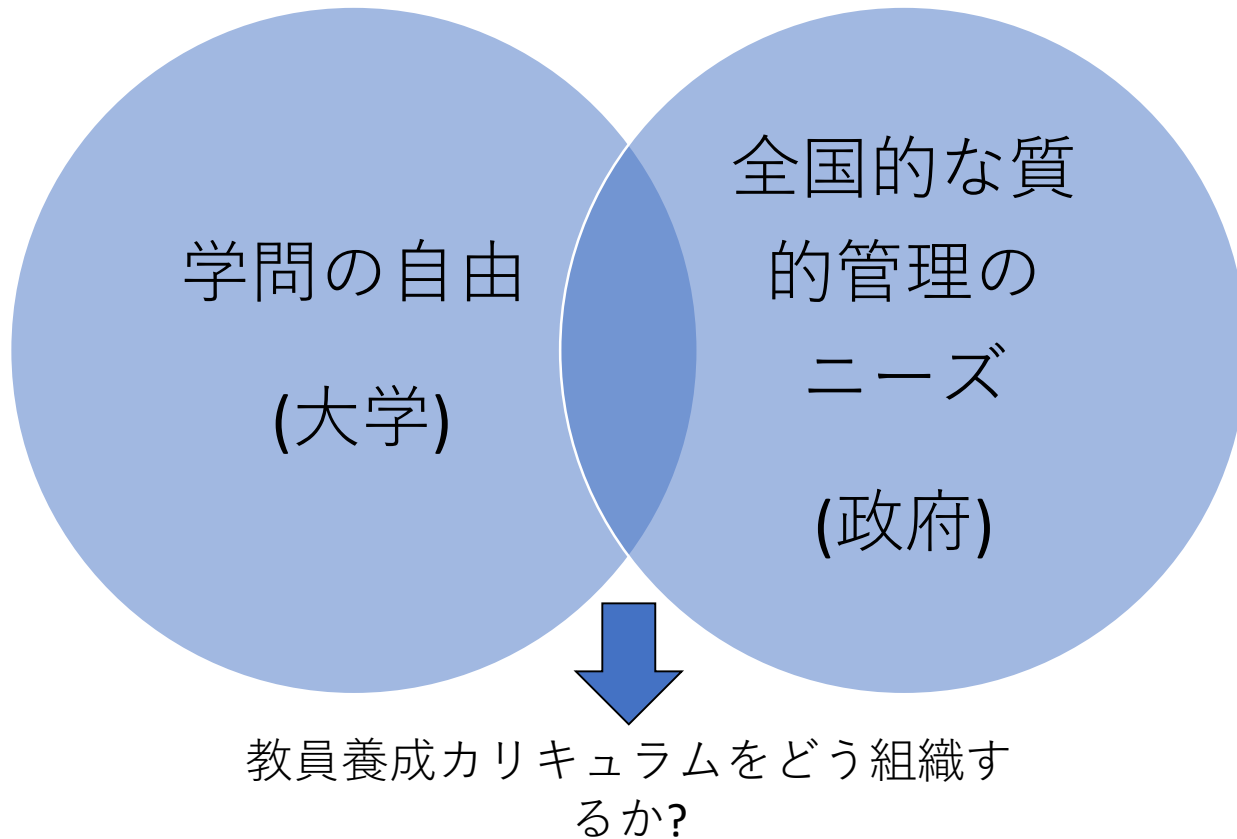 学問の自由
(大学)
全国的な質
的管理の
ニーズ
(政府)
教員養成カリキュラムをどう組織す
るか?